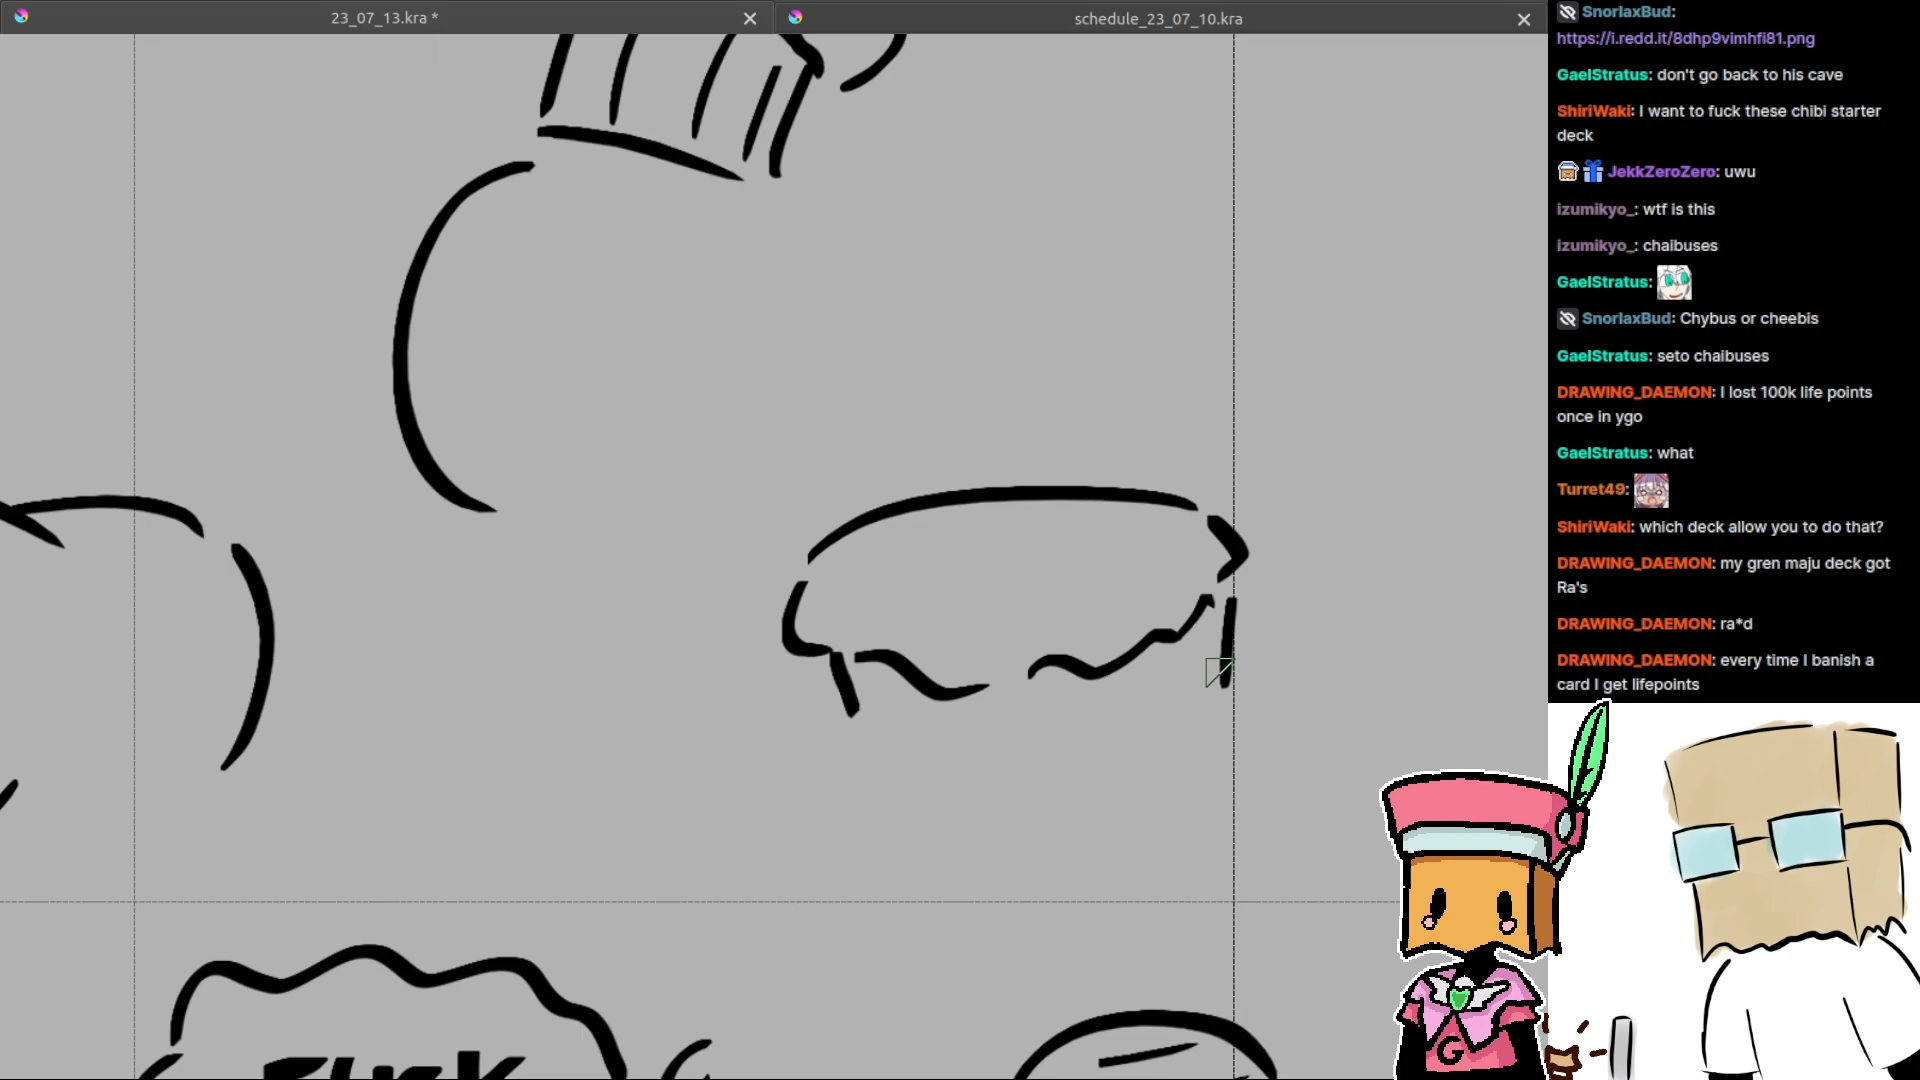 23_07_13.kra *
schedule_23_07_10.kra
SnorlaxBud:
https://i.redd.it/8dhp9vimhfi81.png
GaelStratus: don't go back to his cave
ShiriWaki: I want to fuck these chibi starter
deck
JekkZeroZero: uwu
izumikyo_: wtf is this
izumikyo_: chaibuses
GaelStratus:
SnorlaxBud: Chybus or cheebis
GaelStratus: seto chaibuses
DRAWING_DAEMON: I lost 100k life points
once in ygo
GaelStratus: what
Turret49:
ShiriWaki: which deck allow you to do that?
DRAWING_DAEMON: my gren maju deck got
Ra's
DRAWING_DAEMON: ra*d
DRAWING_DAEMON: every time I banish a
card I get lifepoints
G